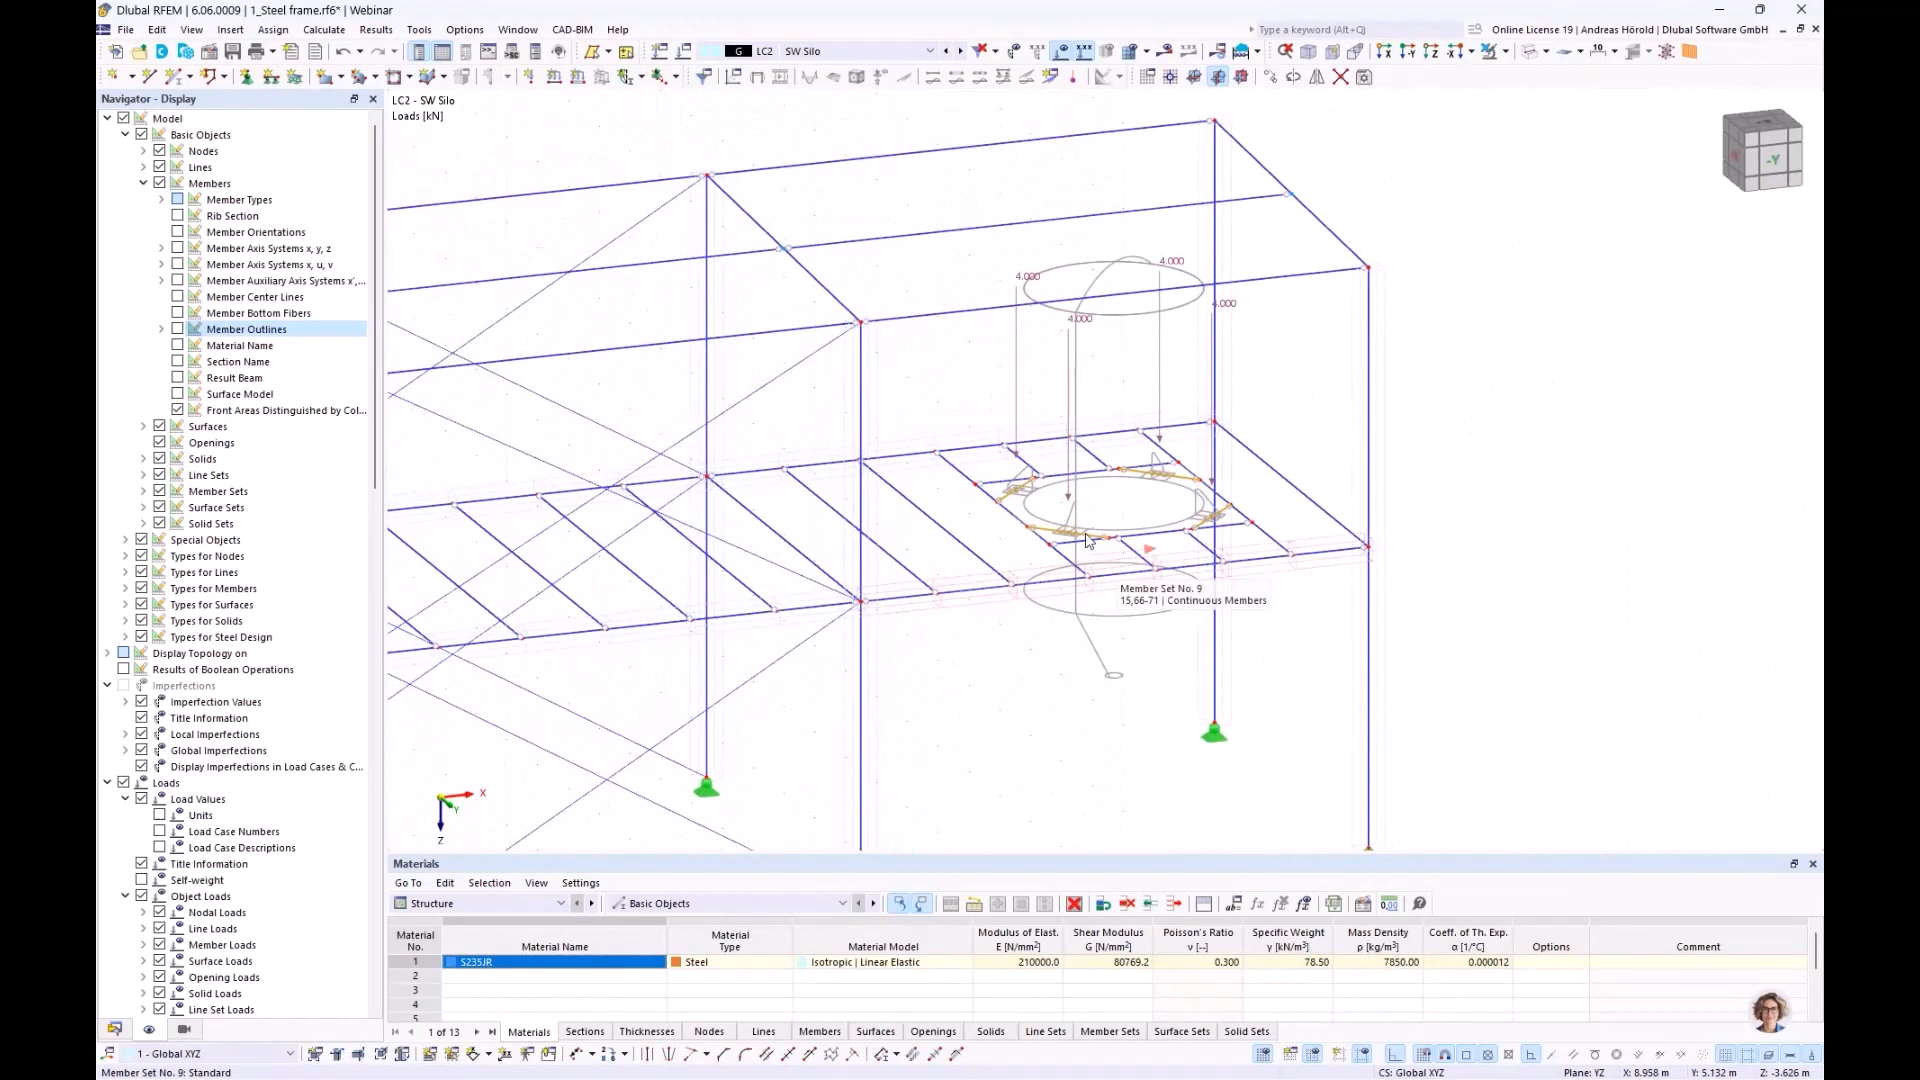 Dlubal RFEM | 6.06.0009 | 1_Steel frame.rf6* | Webinar
File Edit View Insert Assign Calculate Results Tools Options Window CAD-BIM Help
Type a keyword (Alt+Q)
Online License 19 | Andreas Hörold | Dlubal Software GmbH
G LC2 SW Silo
Navigator - Display
Model
Basic Objects
Nodes
Lines
Members
Member Types
Rib Section
Member Orientations
Member Axis Systems x, y, z
Member Axis Systems x, u, v
Member Auxiliary Axis Systems x',...
Member Center Lines
Member Bottom Fibers
Member Outlines
Material Name
Section Name
Result Beam
Surface Model
Front Areas Distinguished by Col...
Surfaces
Openings
Solids
Line Sets
Member Sets
Surface Sets
Solid Sets
Special Objects
Types for Nodes
Types for Lines
Types for Members
Types for Surfaces
Types for Solids
Types for Steel Design
Display Topology on
Results of Boolean Operations
Imperfections
Imperfection Values
Title Information
Local Imperfections
Global Imperfections
Display Imperfections in Load Cases & C...
Loads
Load Values
Units
Load Case Numbers
Load Case Descriptions
Title Information
Self-weight
Object Loads
Nodal Loads
Line Loads
Member Loads
Surface Loads
Opening Loads
Solid Loads
Line Set Loads
LC2 - SW Silo
Loads [kN]
-Y
4.000
4.000
4.000
4.000
Member Set No. 9
15,66-71 | Continuous Members
X
Y
Z
Materials
Go To Edit Selection View Settings
Structure
Basic Objects
Material No. Material Name Material Type Material Model Modulus of Elast. E [N/mm²] Shear Modulus G [N/mm²] Poisson's Ratio ν [--] Specific Weight γ [kN/m³] Mass Density ρ [kg/m³] Coeff. of Th. Exp. α [1/°C] Options Comment
1 S235JR Steel Isotropic | Linear Elastic 210000.0 80769.2 0.300 78.50 7850.00 0.000012
2
3
4
5
1 of 13 Materials Sections Thicknesses Nodes Lines Members Surfaces Openings Solids Line Sets Member Sets Surface Sets Solid Sets
1 - Global XYZ
Member Set No. 9: Standard
CS: Global XYZ Plane: YZ X: 8.958 m Y: 5.132 m Z: -3.626 m